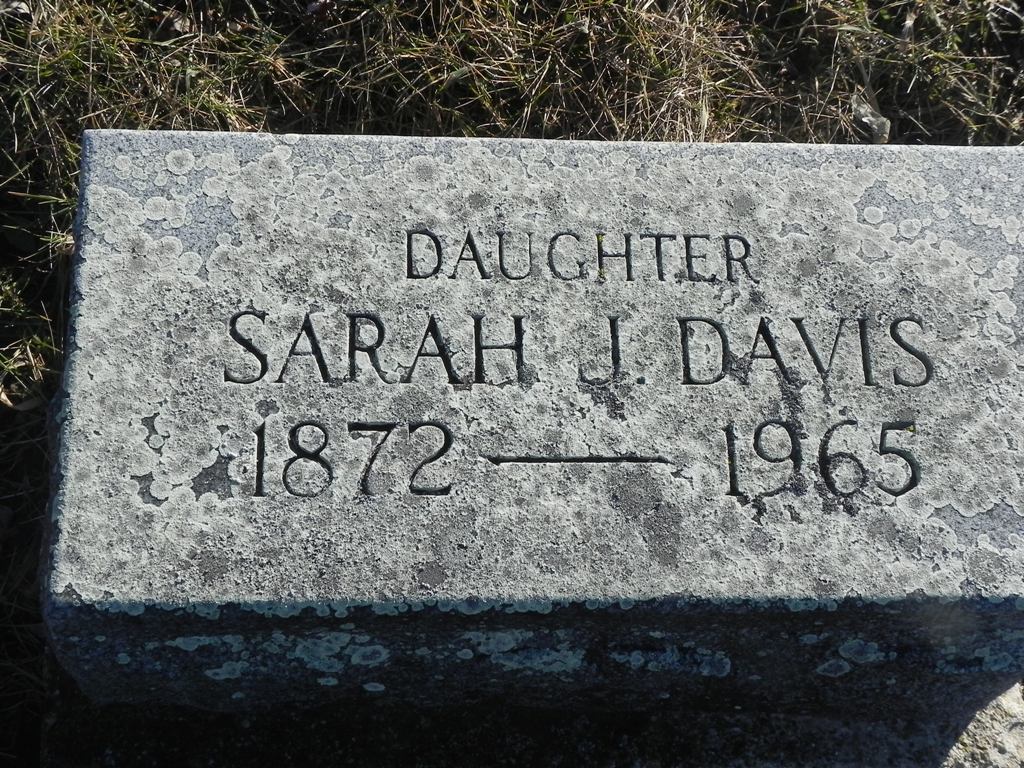 DAUGHTER
SARAH J. DAVIS
1872 — 1965